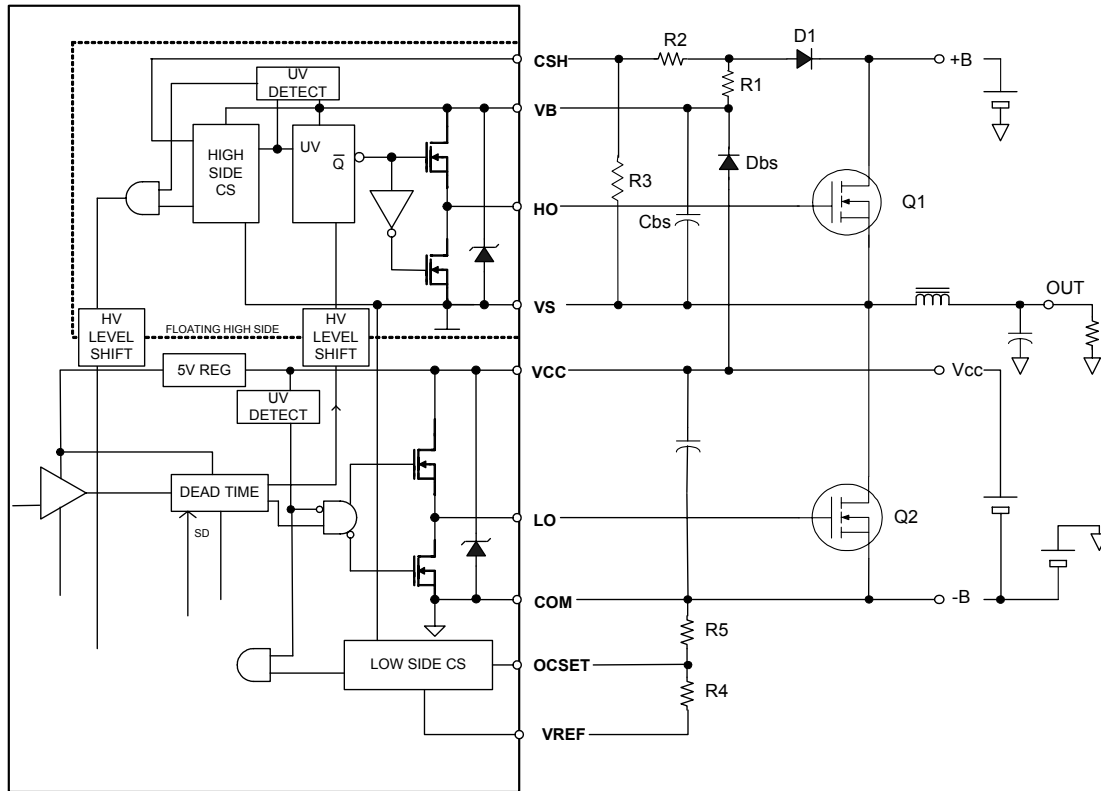 CSH
R2
D1
+B
UV
DETECT
R1
VB
HIGH
SIDE
CS
UV
Q
R3
Dbs
HO
Cbs
Q1
VS
OUT
HV
LEVEL
SHIFT
FLOATING HIGH SIDE
HV
LEVEL
SHIFT
5V REG
VCC
Vcc
UV
DETECT
DEAD TIME
SD
LO
Q2
COM
-B
R5
LOW SIDE CS
OCSET
R4
VREF